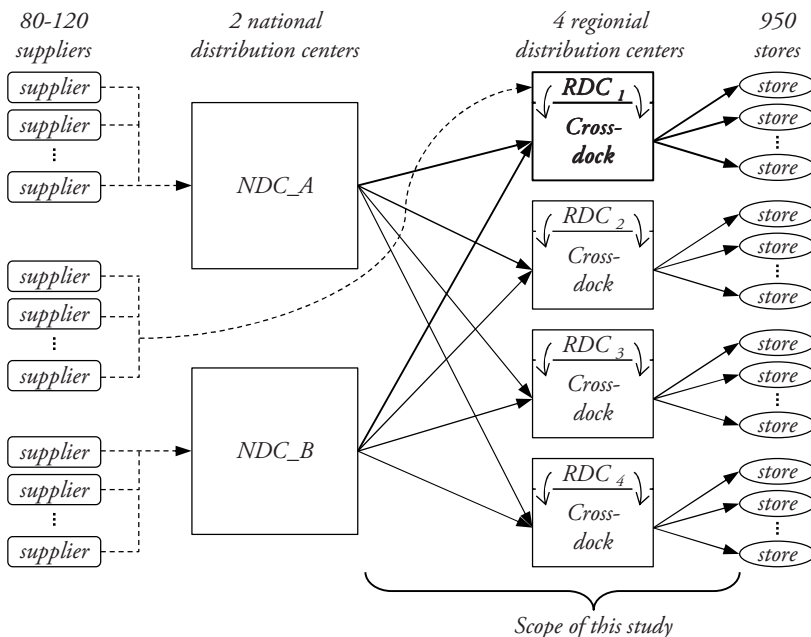 80-120
suppliers
2 national
distribution centers
4 regionial
distribution centers
950
stores
supplier
supplier
⋮
supplier
supplier
supplier
⋮
supplier
supplier
supplier
⋮
supplier
NDC_A
NDC_B
RDC 1
Cross-
dock
RDC 2
Cross-
dock
RDC 3
Cross-
dock
RDC 4
Cross-
dock
store
store
⋮
store
store
store
⋮
store
store
store
⋮
store
store
store
⋮
store
Scope of this study